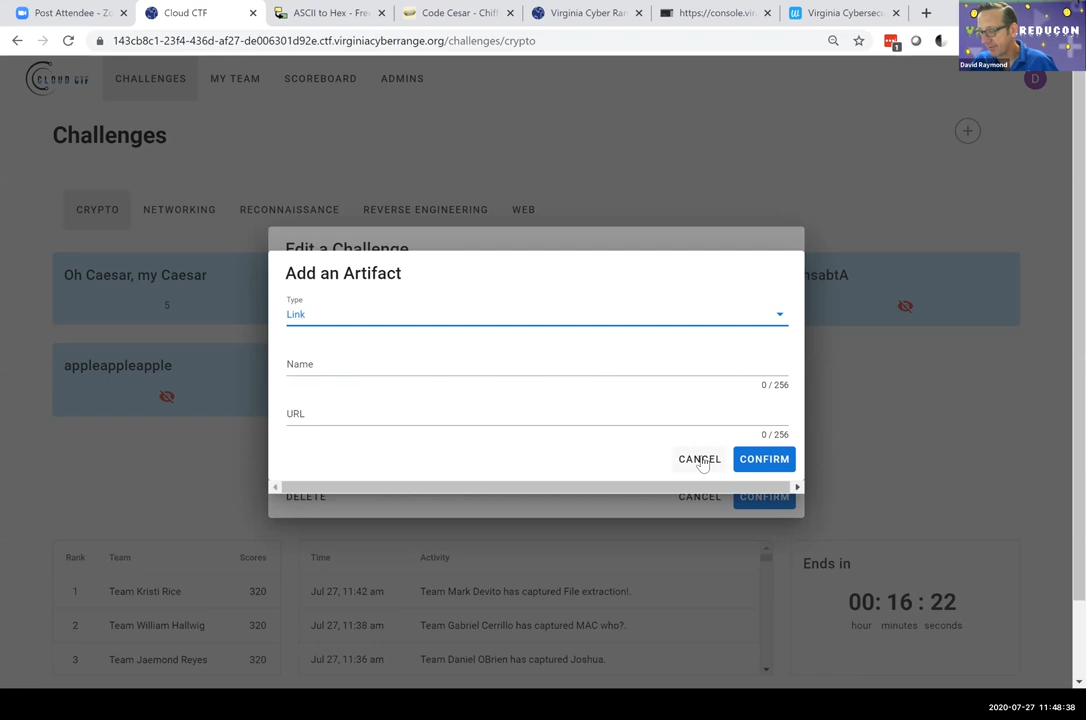 Post Attendee - Zo
Cloud CTF
ASCII to Hex - Free
Code Cesar - Chiff
Virginia Cyber Ran
https://console.vir
Virginia Cybersecu
143cb8c1-23f4-436d-af27-de006301d92e.ctf.virginiacyberrange.org/challenges/crypto
1
REDUCON
David Raymond
CLOUD CTF
CHALLENGES
MY TEAM
SCOREBOARD
ADMINS
D
Challenges
CRYPTO
NETWORKING
RECONNAISSANCE
REVERSE ENGINEERING
WEB
Edit a Challenge
Oh Caesar, my Caesar
5
nsabtA
appleappleapple
Add an Artifact
Type
Link
Name
0 / 256
URL
0 / 256
CANCEL
CONFIRM
DELETE
CANCEL
CONFIRM
Rank
Team
Scores
1
Team Kristi Rice
320
2
Team William Hallwig
320
3
Team Jaemond Reyes
320
Time
Activity
Jul 27, 11:42 am
Team Mark Devito has captured File extraction!.
Jul 27, 11:38 am
Team Gabriel Cerrillo has captured MAC who?.
Jul 27, 11:36 am
Team Daniel OBrien has captured Joshua.
Ends in
00: 16 : 22
hour minutes seconds
2020-07-27 11:48:38